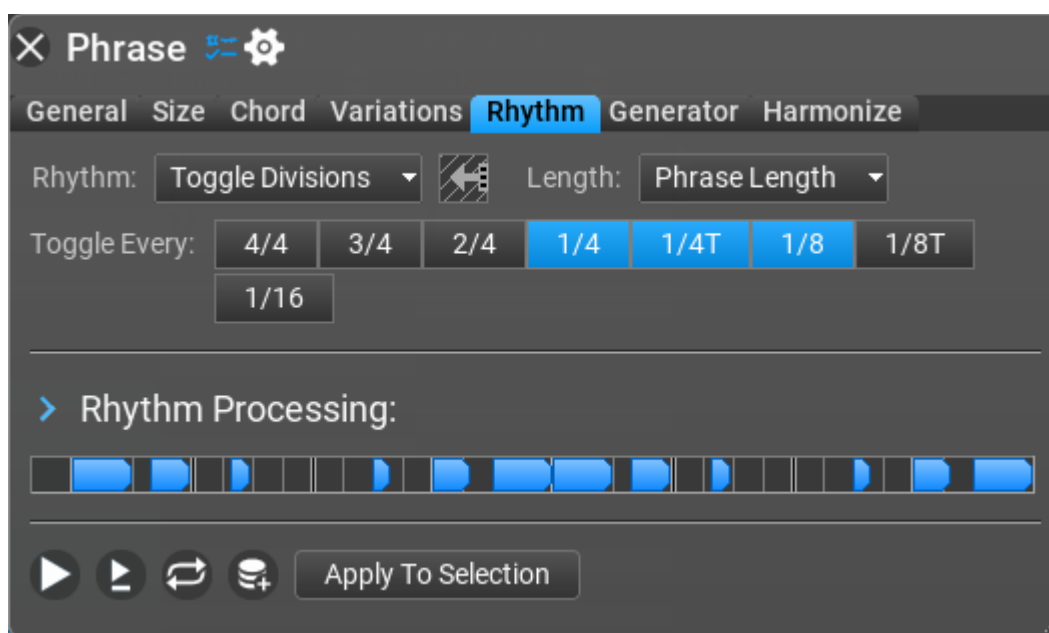 Phrase
General Size Chord Variations Rhythm Generator Harmonize
Rhythm: Toggle Divisions Length: Phrase Length
Toggle Every: 4/4 3/4 2/4 1/4 1/4T 1/8 1/8T
1/16
Rhythm Processing:
Apply To Selection